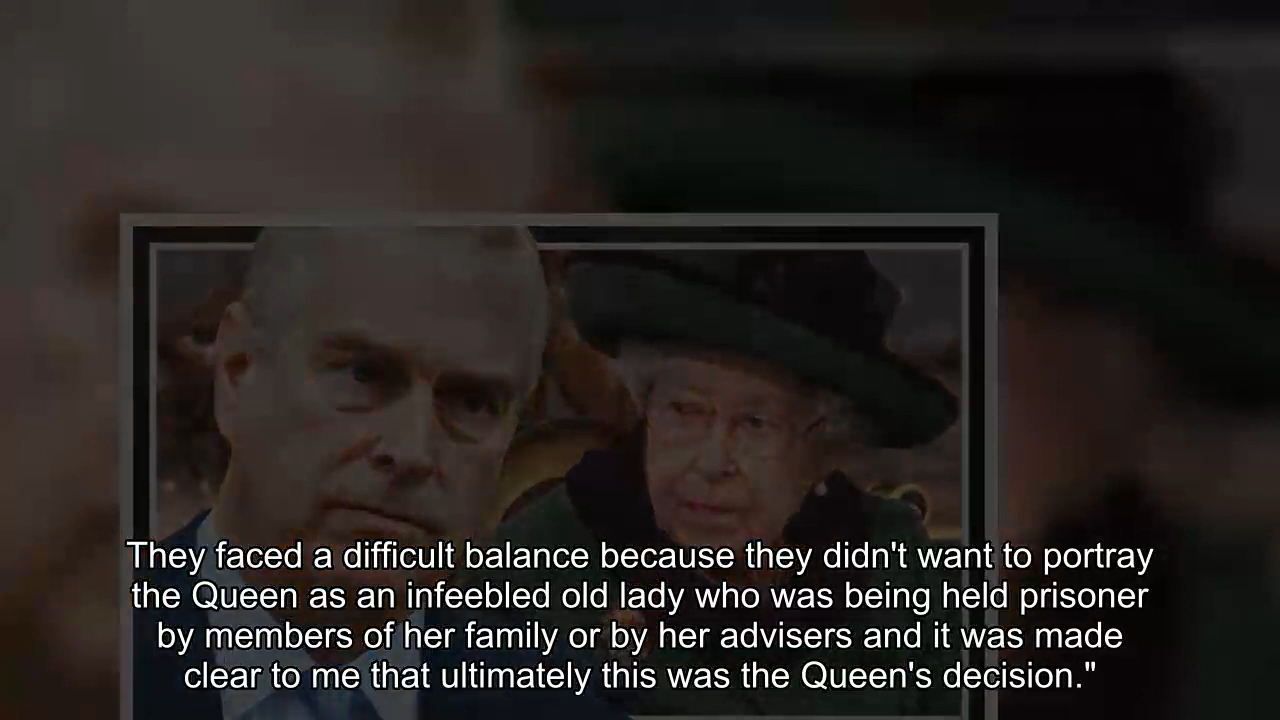 They faced a difficult balance because they didn't want to portray
the Queen as an infeebled old lady who was being held prisoner
by members of her family or by her advisers and it was made
clear to me that ultimately this was the Queen's decision."